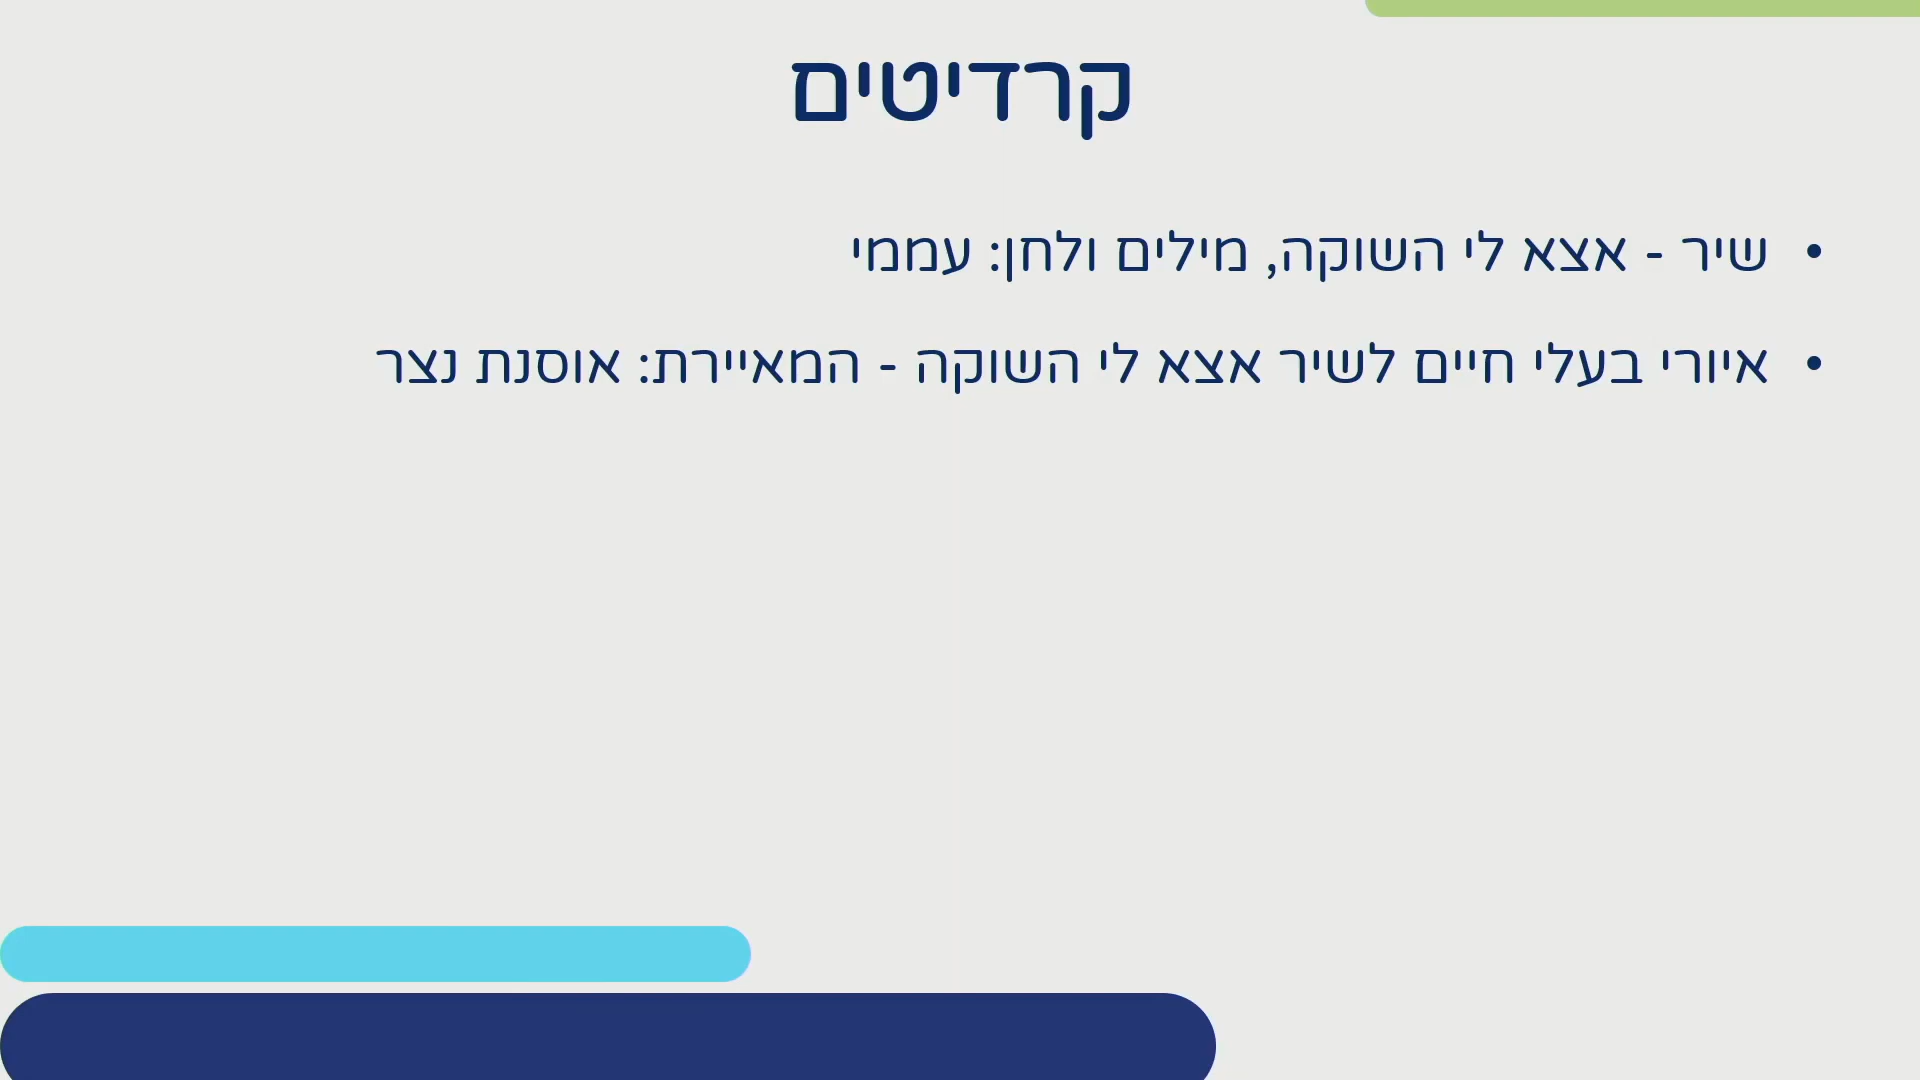 קרדיטים
• שיר - אצא לי השוקה, מילים ולחן: עממי
• איורי בעלי חיים לשיר אצא לי השוקה - המאיירת: אוסנת נצר